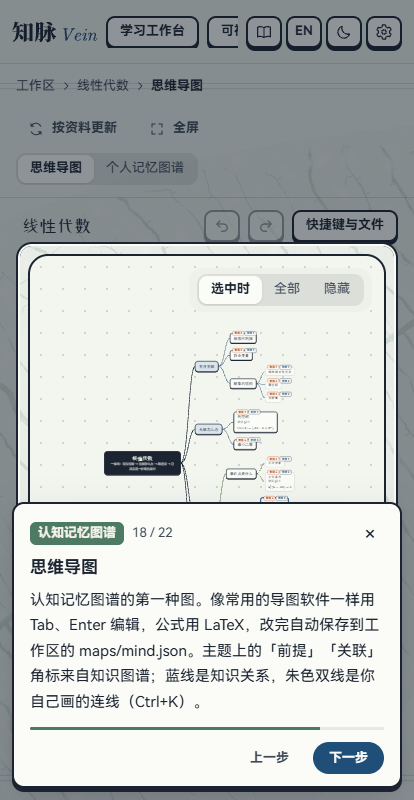 知脉 Vein 学习工作台 可视 EN
工作区 > 线性代数 > 思维导图
按资料更新 全屏
思维导图 个人记忆图谱
线性代数 快捷键与文件
选中时 全部 隐藏
线性代数
认知记忆图谱 18 / 22 ×
思维导图
认知记忆图谱的第一种图。像常用的导图软件一样用
Tab、Enter 编辑，公式用 LaTeX，改完自动保存到工
作区的 maps/mind.json。主题上的「前提」「关联」
角标来自知识图谱；蓝线是知识关系，朱色双线是你
自己画的连线（Ctrl+K）。
上一步 下一步